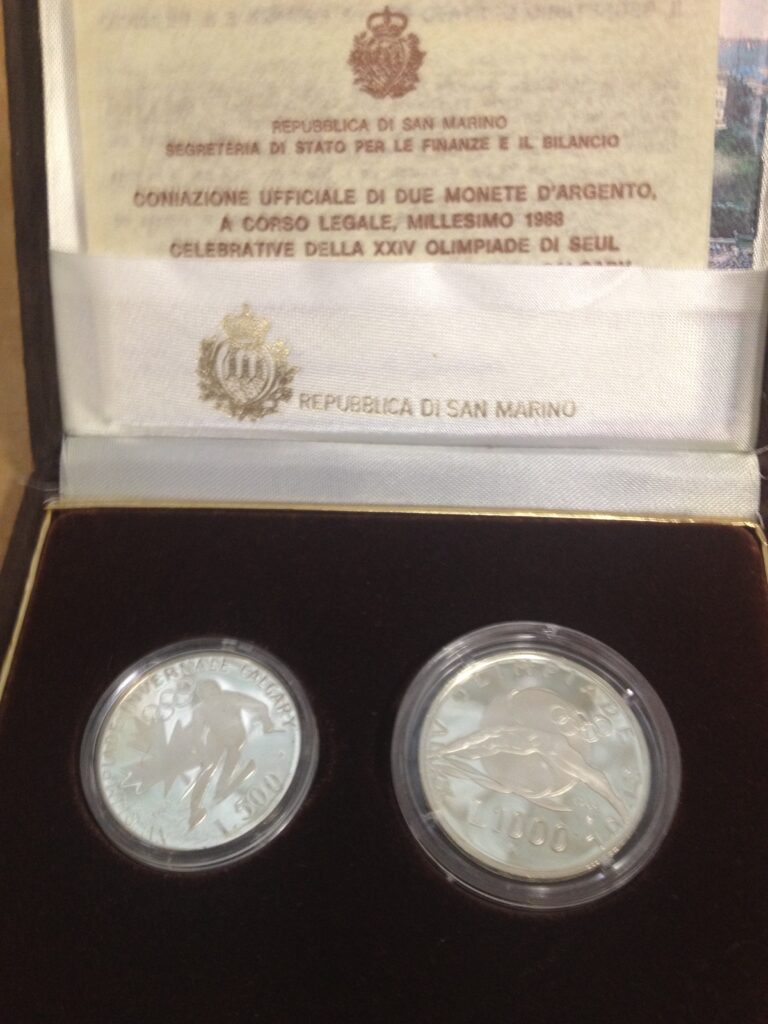 REPUBBLICA DI SAN MARINO
SEGRETERIA DI STATO PER LE FINANZE E IL BILANCIO
CONIAZIONE UFFICIALE DI DUE MONETE D'ARGENTO,
A CORSO LEGALE, MILLESIMO 1988
CELEBRATIVE DELLA XXIV OLIMPIADE DI SEUL
REPUBBLICA DI SAN MARINO
INVERNALE CALGARY
L.500
OLIMPIADE
L.1000